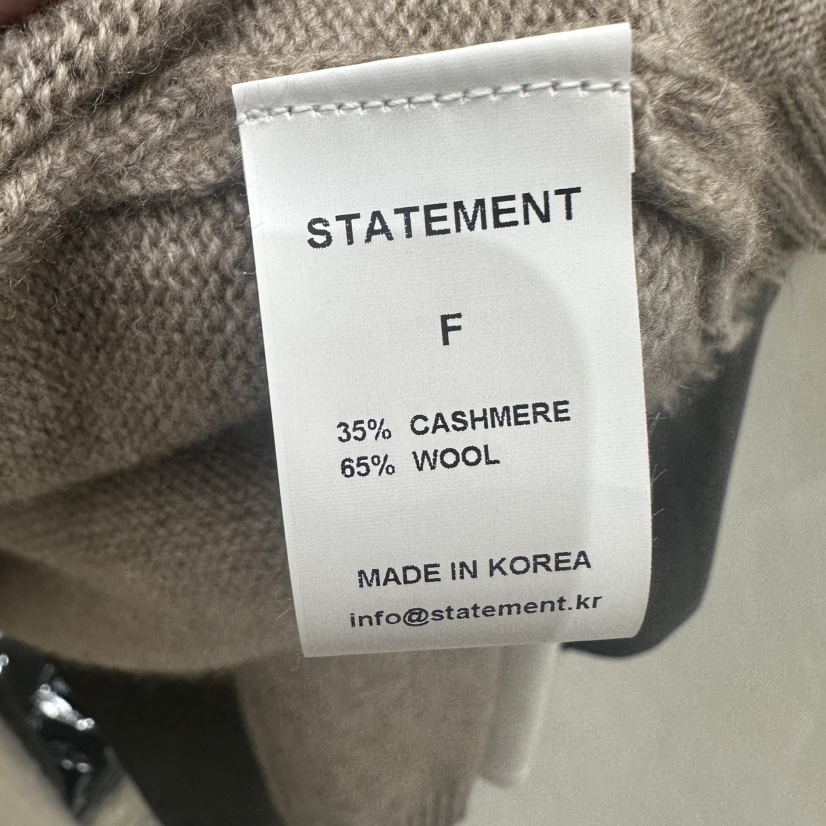 STATEMENT
F
35% CASHMERE
65% WOOL
MADE IN KOREA
info@statement.kr